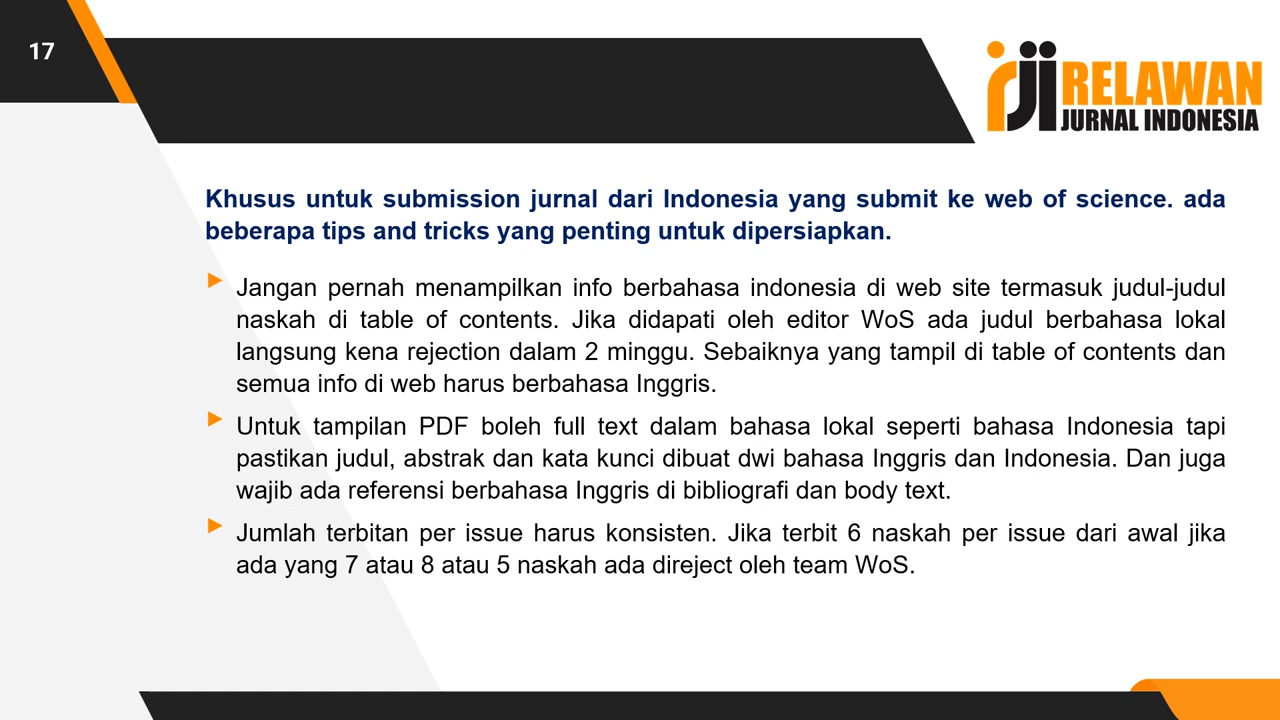 17
RELAWAN
JURNAL INDONESIA
Khusus untuk submission jurnal dari Indonesia yang submit ke web of science. ada
beberapa tips and tricks yang penting untuk dipersiapkan.
Jangan pernah menampilkan info berbahasa indonesia di web site termasuk judul-judul
naskah di table of contents. Jika didapati oleh editor WoS ada judul berbahasa lokal
langsung kena rejection dalam 2 minggu. Sebaiknya yang tampil di table of contents dan
semua info di web harus berbahasa Inggris.
Untuk tampilan PDF boleh full text dalam bahasa lokal seperti bahasa Indonesia tapi
pastikan judul, abstrak dan kata kunci dibuat dwi bahasa Inggris dan Indonesia. Dan juga
wajib ada referensi berbahasa Inggris di bibliografi dan body text.
Jumlah terbitan per issue harus konsisten. Jika terbit 6 naskah per issue dari awal jika
ada yang 7 atau 8 atau 5 naskah ada direject oleh team WoS.